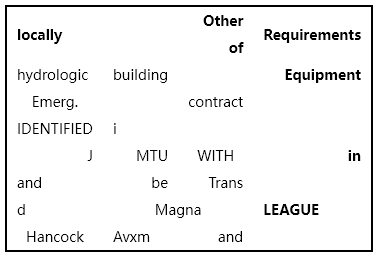 locally Other of Requirements
hydrologic building Equipment
Emerg. contract
IDENTIFIED i
J MTU WITH in
and be Trans
d Magna LEAGUE
Hancock Avxm and